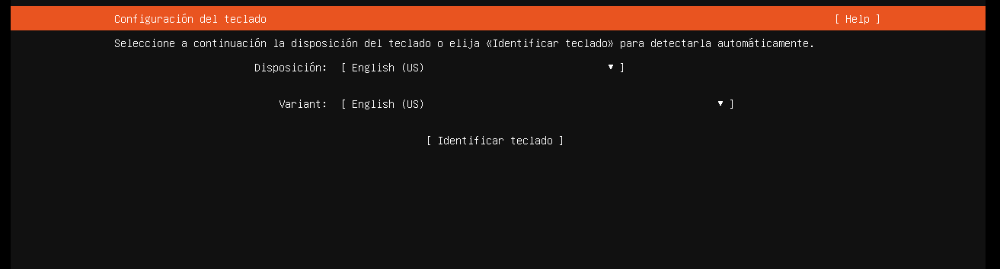 Configuración del teclado [ Help ]
Seleccione a continuación la disposición del teclado o elija «Identificar teclado» para detectarla automáticamente.
Disposición: [ English (US) ▾ ]
Variant: [ English (US) ▾ ]
[ Identificar teclado ]